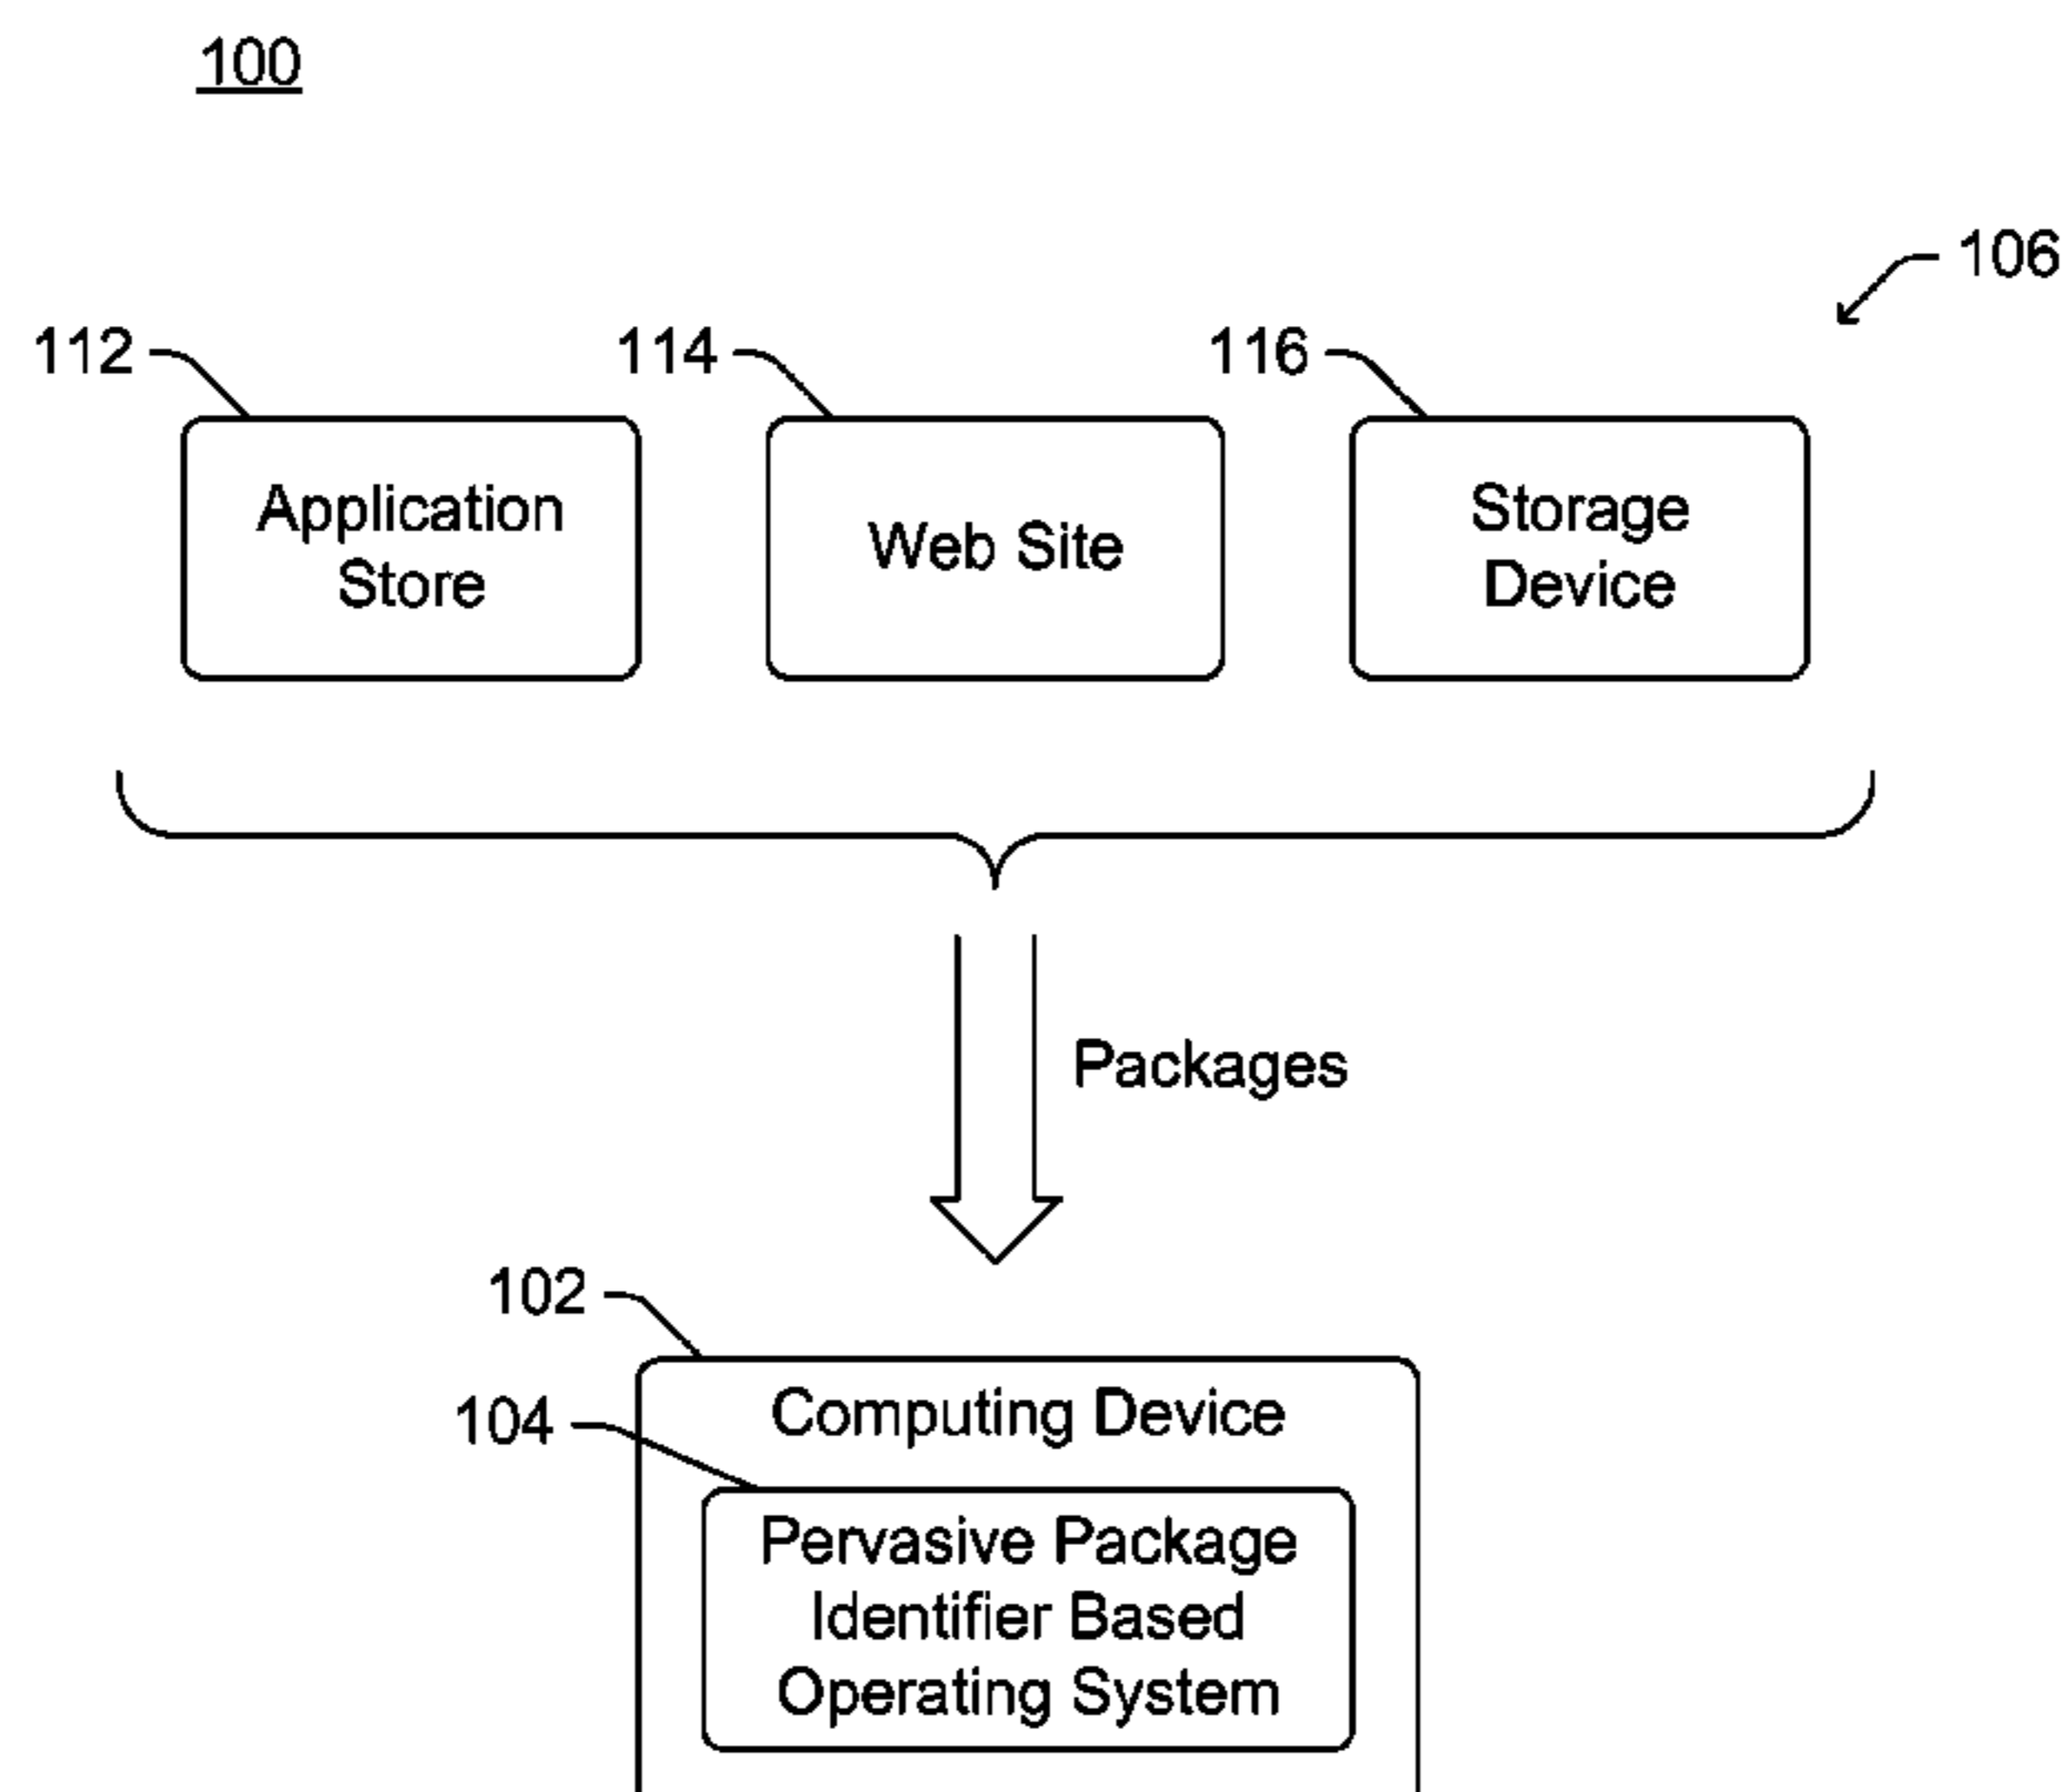 100
106
112
114
116
Application
Store
Web Site
Storage
Device
Packages
102
Computing Device
104
Pervasive Package
Identifier Based
Operating System